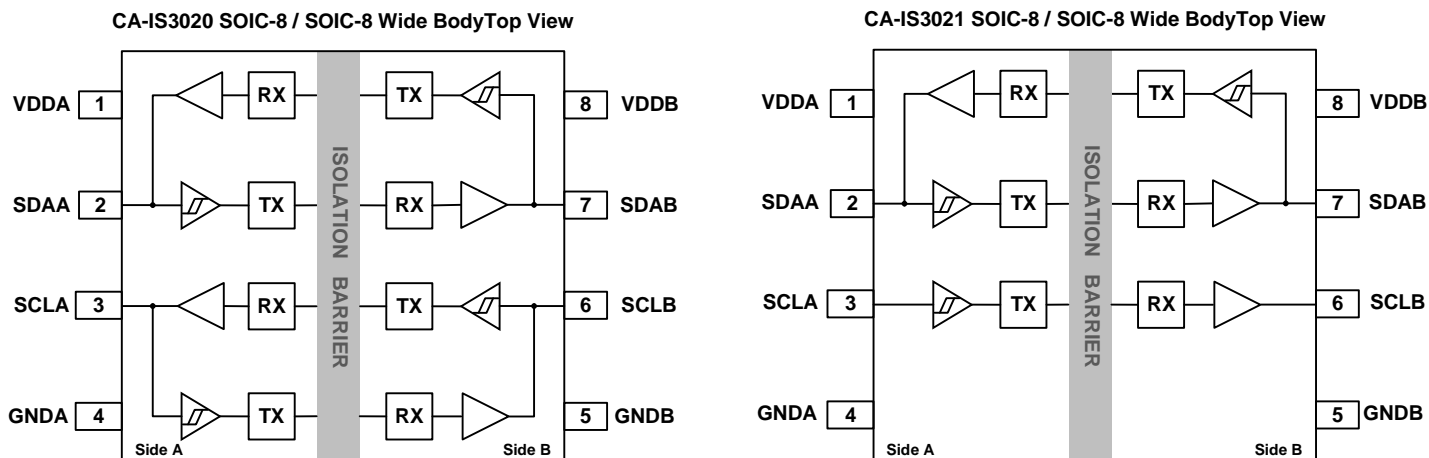 CA-IS3020 SOIC-8 / SOIC-8 Wide BodyTop View
VDDA 1 RX TX 8 VDDB
SDAA 2 TX RX 7 SDAB
SCLA 3 RX TX 6 SCLB
GNDA 4 TX RX 5 GNDB
ISOLATION BARRIER
Side A Side B
CA-IS3021 SOIC-8 / SOIC-8 Wide BodyTop View
VDDA 1 RX TX 8 VDDB
SDAA 2 TX RX 7 SDAB
SCLA 3 TX RX 6 SCLB
GNDA 4 5 GNDB
ISOLATION BARRIER
Side A Side B